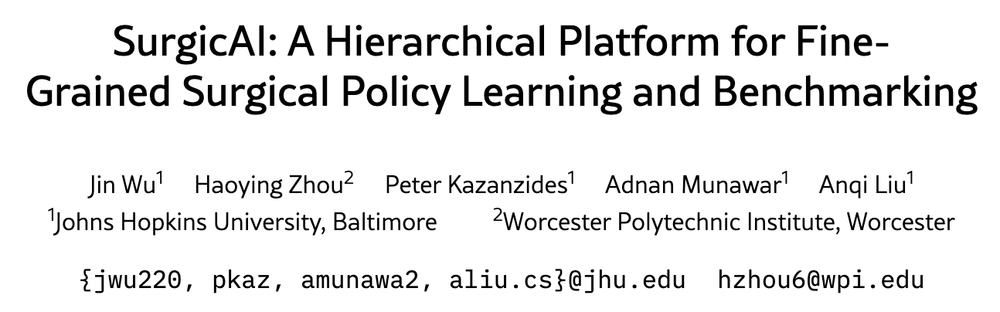 SurgicAI: A Hierarchical Platform for Fine-
Grained Surgical Policy Learning and Benchmarking
Jin Wu¹ Haoying Zhou² Peter Kazanzides¹ Adnan Munawar¹ Anqi Liu¹
¹Johns Hopkins University, Baltimore ²Worcester Polytechnic Institute, Worcester
{jwu220, pkaz, amunawa2, aliu.cs}@jhu.edu hzhou6@wpi.edu